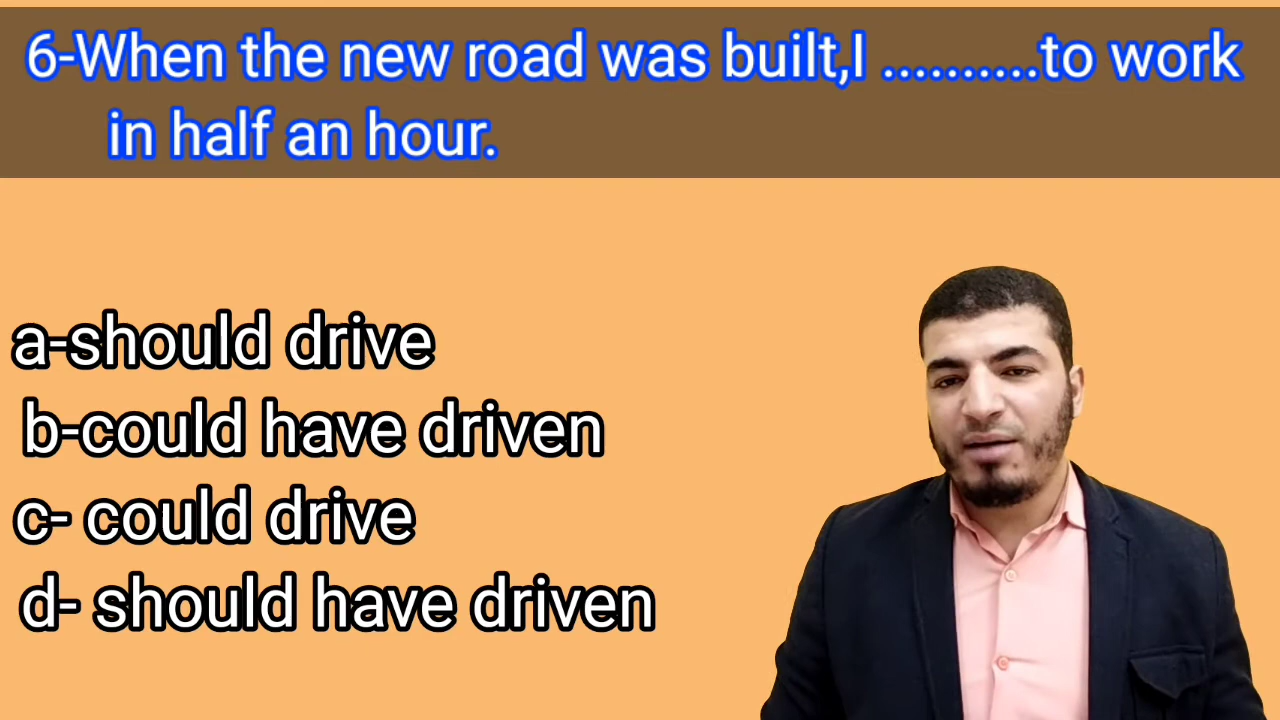 6-When the new road was built,I ..........to work
in half an hour.
a-should drive
b-could have driven
c- could drive
d- should have driven